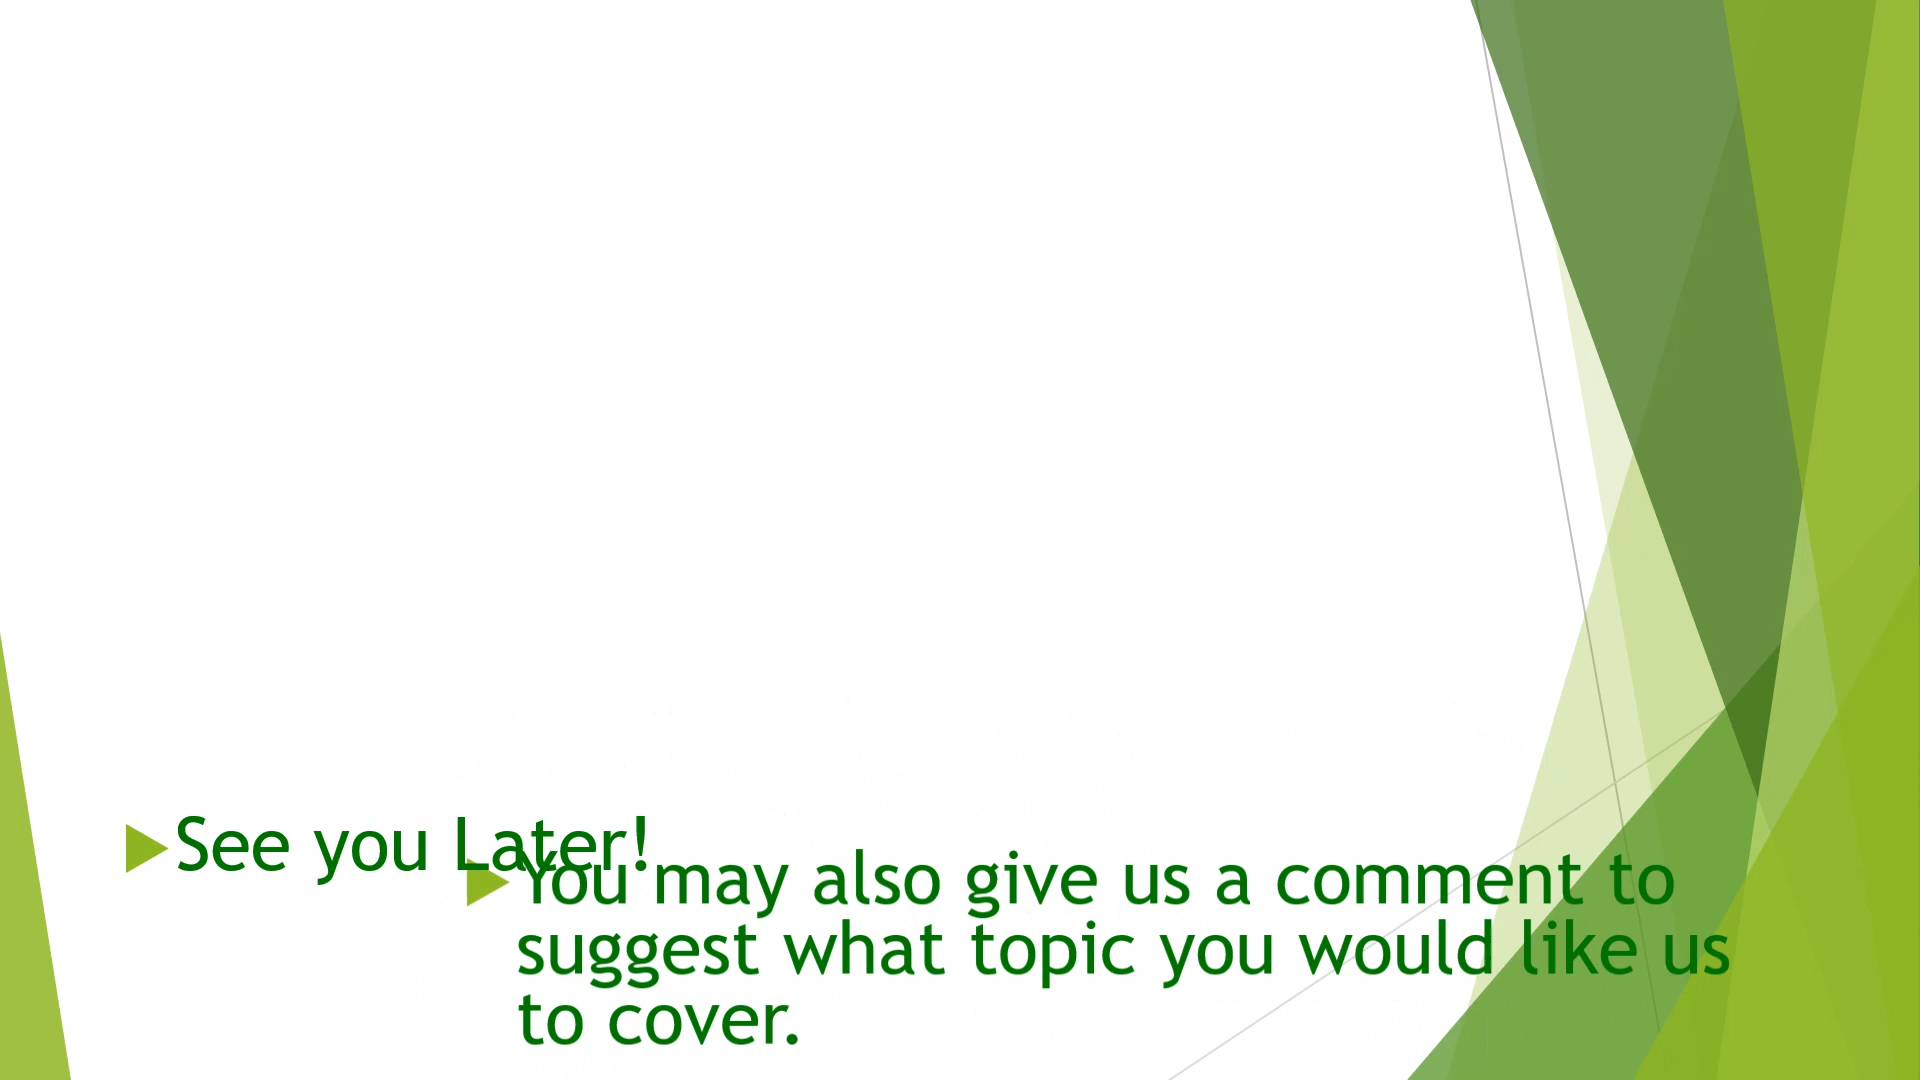 See you Later!
You may also give us a comment to
suggest what topic you would like us
to cover.